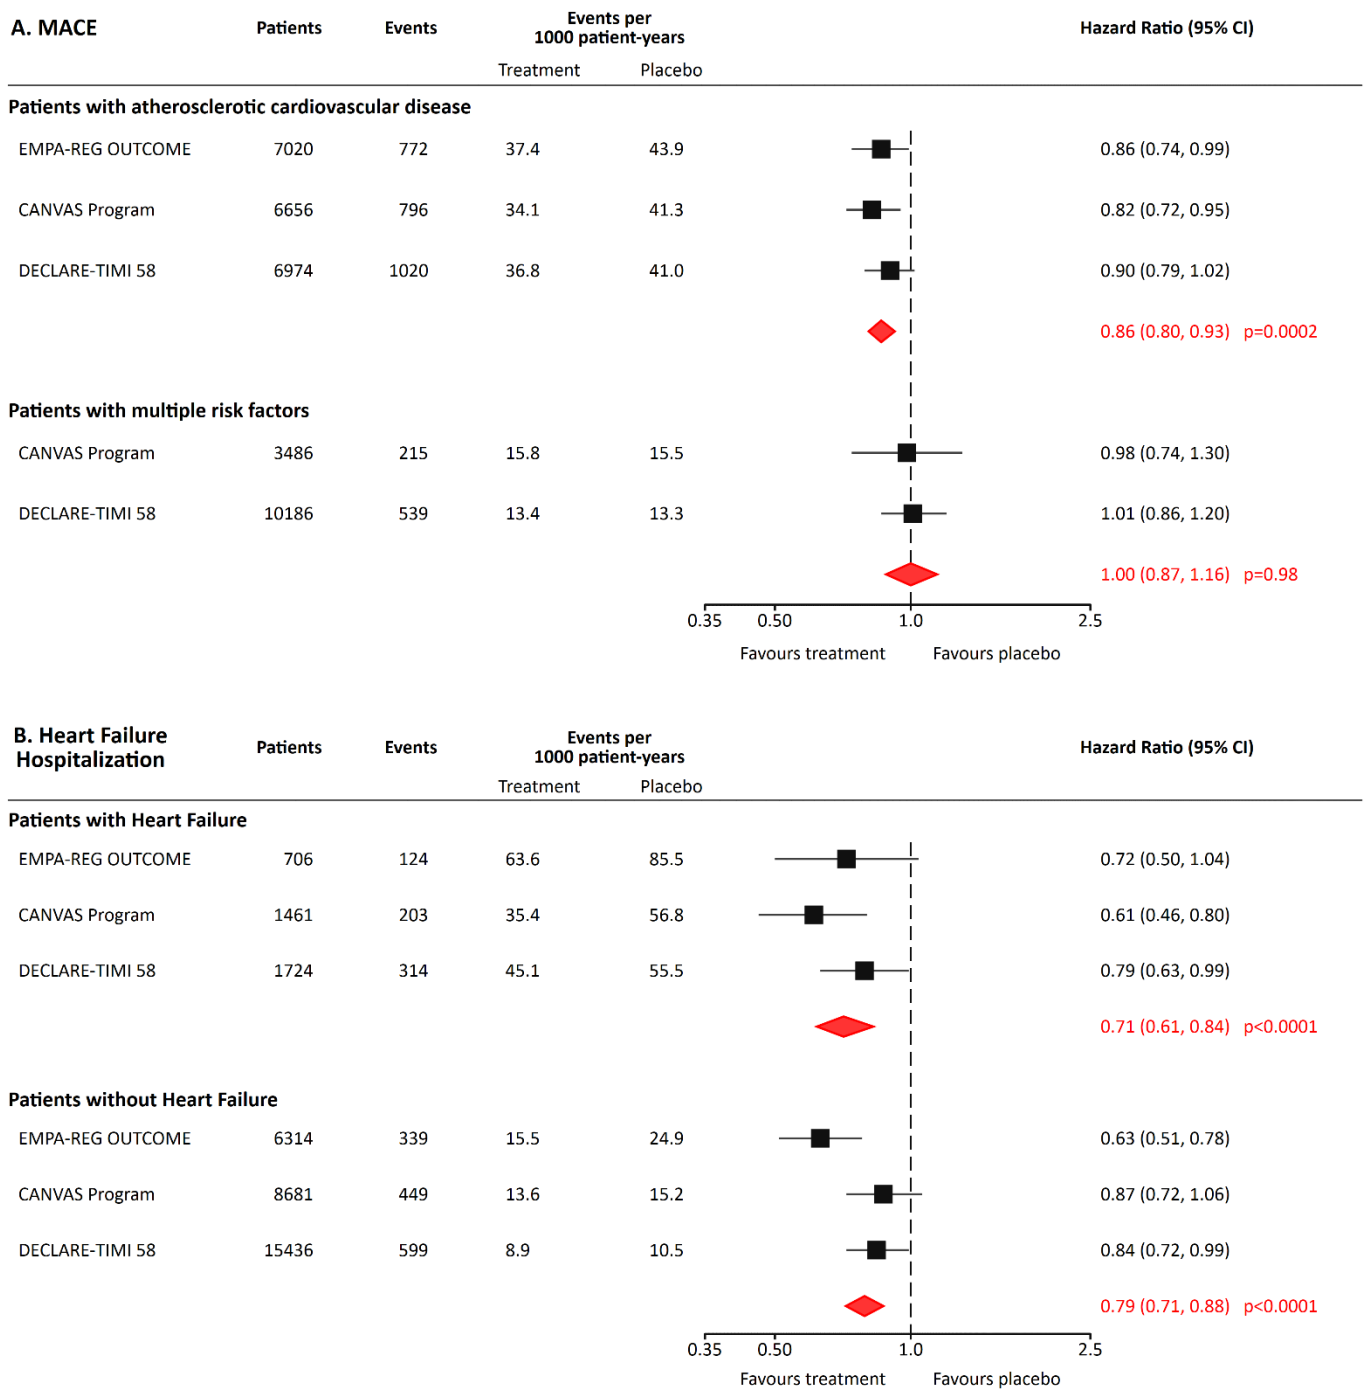 A. MACE Patients Events Events per 1000 patient-years Hazard Ratio (95% CI)
Treatment Placebo
Patients with atherosclerotic cardiovascular disease
EMPA-REG OUTCOME 7020 772 37.4 43.9 0.86 (0.74, 0.99)
CANVAS Program 6656 796 34.1 41.3 0.82 (0.72, 0.95)
DECLARE-TIMI 58 6974 1020 36.8 41.0 0.90 (0.79, 1.02)
0.86 (0.80, 0.93) p=0.0002
Patients with multiple risk factors
CANVAS Program 3486 215 15.8 15.5 0.98 (0.74, 1.30)
DECLARE-TIMI 58 10186 539 13.4 13.3 1.01 (0.86, 1.20)
1.00 (0.87, 1.16) p=0.98
0.35 0.50 1.0 2.5
Favours treatment Favours placebo
B. Heart Failure Hospitalization Patients Events Events per 1000 patient-years Hazard Ratio (95% CI)
Treatment Placebo
Patients with Heart Failure
EMPA-REG OUTCOME 706 124 63.6 85.5 0.72 (0.50, 1.04)
CANVAS Program 1461 203 35.4 56.8 0.61 (0.46, 0.80)
DECLARE-TIMI 58 1724 314 45.1 55.5 0.79 (0.63, 0.99)
0.71 (0.61, 0.84) p<0.0001
Patients without Heart Failure
EMPA-REG OUTCOME 6314 339 15.5 24.9 0.63 (0.51, 0.78)
CANVAS Program 8681 449 13.6 15.2 0.87 (0.72, 1.06)
DECLARE-TIMI 58 15436 599 8.9 10.5 0.84 (0.72, 0.99)
0.79 (0.71, 0.88) p<0.0001
0.35 0.50 1.0 2.5
Favours treatment Favours placebo